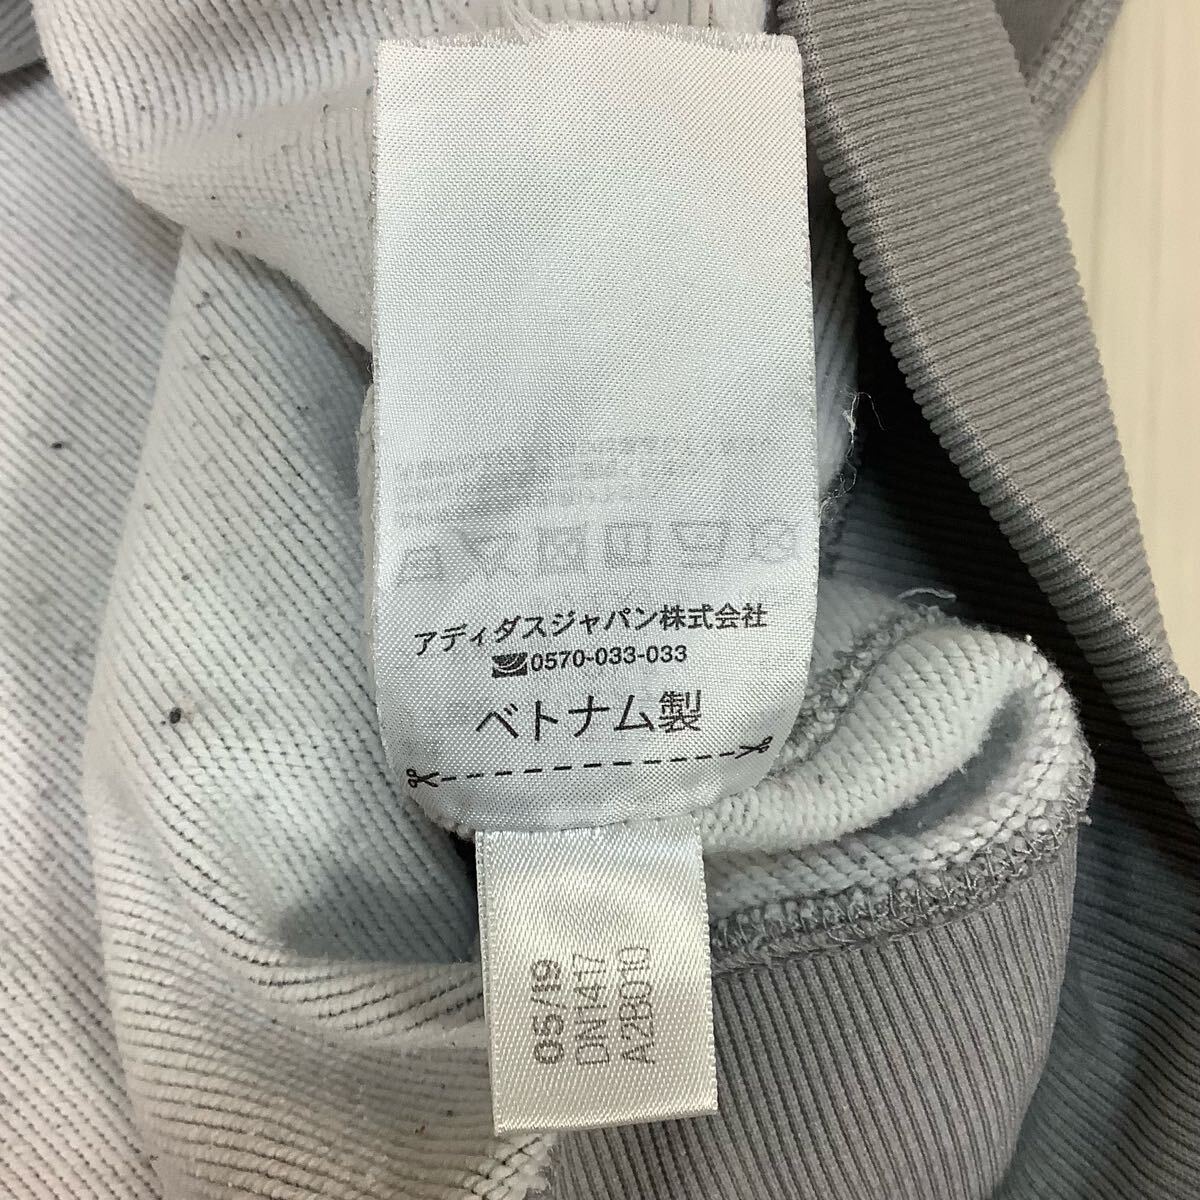 アディダスジャパン株式会社
0570-033-033
ベトナム製
05/19
DN1417
A2B010